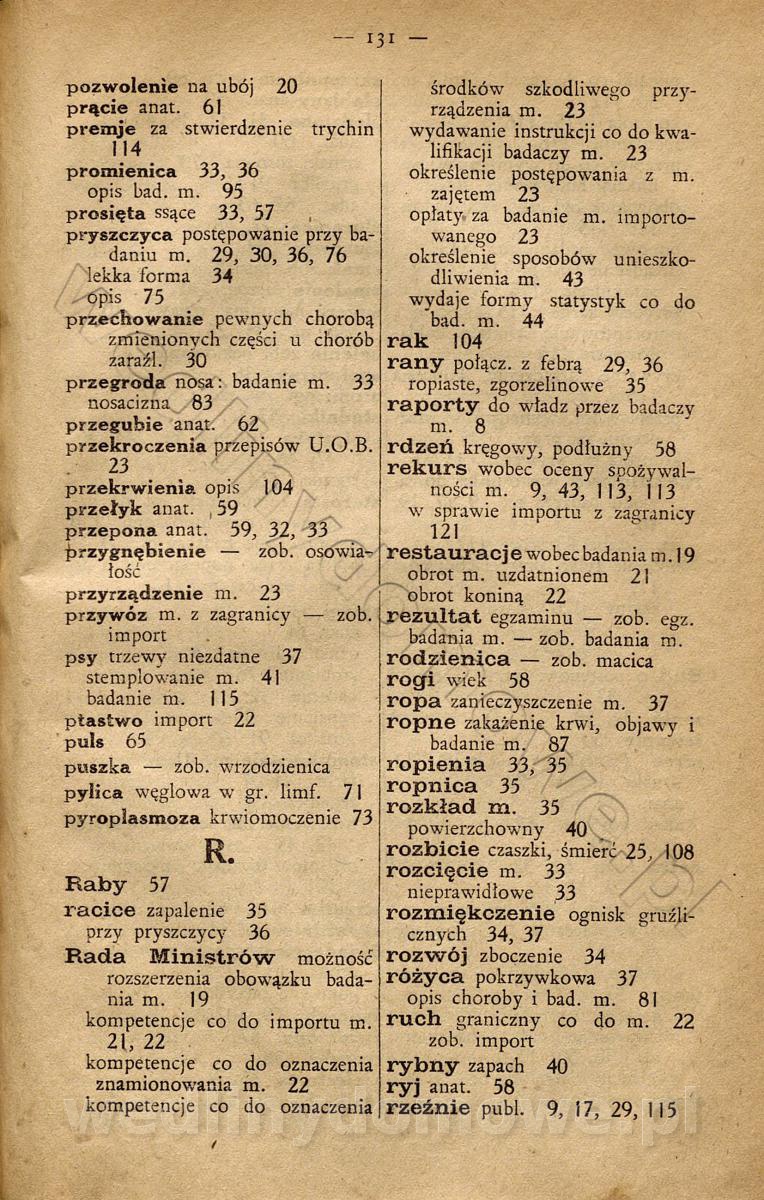 — 131 —
pozwolenie na ubój 20
prącie anat. 61
premje za stwierdzenie trychin
114
promienica 33, 36
opis bad. m. 95
prosięta ssące 33, 57
pryszczyca postępowanie przy ba-
daniu m. 29, 30, 36, 76
lekka forma 34
opis 75
przechowanie pewnych chorobą
zmienionych części u chorób
zaraźl. 30
przegroda nosa: badanie m. 33
nosacizna 83
przegubie anat. 62
przekroczenia przepisów U.O.B.
23
przekrwienia opis 104
przełyk anat. 59
przepona anat. 59, 32, 33
przygnębienie — zob. osowia-
łość
przyrządzenie m. 23
przywóz m. z zagranicy — zob.
import
psy trzewy niezdatne 37
stemplowanie m. 41
badanie m. 115
ptastwo import 22
puls 65
puszka — zob. wrzodzienica
pylica węglowa w gr. limf. 71
pyroplasmoza krwiomoczenie 73
R.
Raby 57
racice zapalenie 35
przy pryszczycy 36
Rada Ministrów możność
rozszerzenia obowązku bada-
nia m. 19
kompetencje co do importu m.
21, 22
kompetencje co do oznaczenia
znamionowania m. 22
kompetencje co do oznaczenia
środków szkodliwego przy-
rządzenia m. 23
wydawanie instrukcji co do kwa-
lifikacji badaczy m. 23
określenie postępowania z m.
zajętem 23
opłaty za badanie m. importo-
wanego 23
określenie sposobów unieszko-
dliwienia m. 43
wydaje formy statystyk co do
bad. m. 44
rak 104
rany połącz. z febrą 29, 36
ropiaste, zgorzelinowe 35
raporty do władz przez badaczy
m. 8
rdzeń kręgowy, podłużny 58
rekurs wobec oceny spożywal-
ności m. 9, 43, 113, 113
w sprawie importu z zagranicy
121
restauracje wobec badania m. 19
obrot m. uzdatnionem 21
obrot koniną 22
rezultat egzaminu — zob. egz.
badania m. — zob. badania m.
rodzienica — zob. macica
rogi wiek 58
ropa zanieczyszczenie m. 37
ropne zakażenie krwi, objawy i
badanie m. 87
ropienia 33, 35
ropnica 35
rozkład m. 35
powierzchowny 40
rozbicie czaszki, śmierć 25, 108
rozcięcie m. 33
nieprawidłowe 33
rozmiękczenie ognisk gruźli-
cznych 34, 37
rozwój zboczenie 34
różyca pokrzywkowa 37
opis choroby i bad. m. 81
ruch graniczny co do m. 22
zob. import
rybny zapach 40
ryj anat. 58
rzeźnie publ. 9, 17, 29, 115
wedlinydomowe.pl
wedlinydomowe.pl